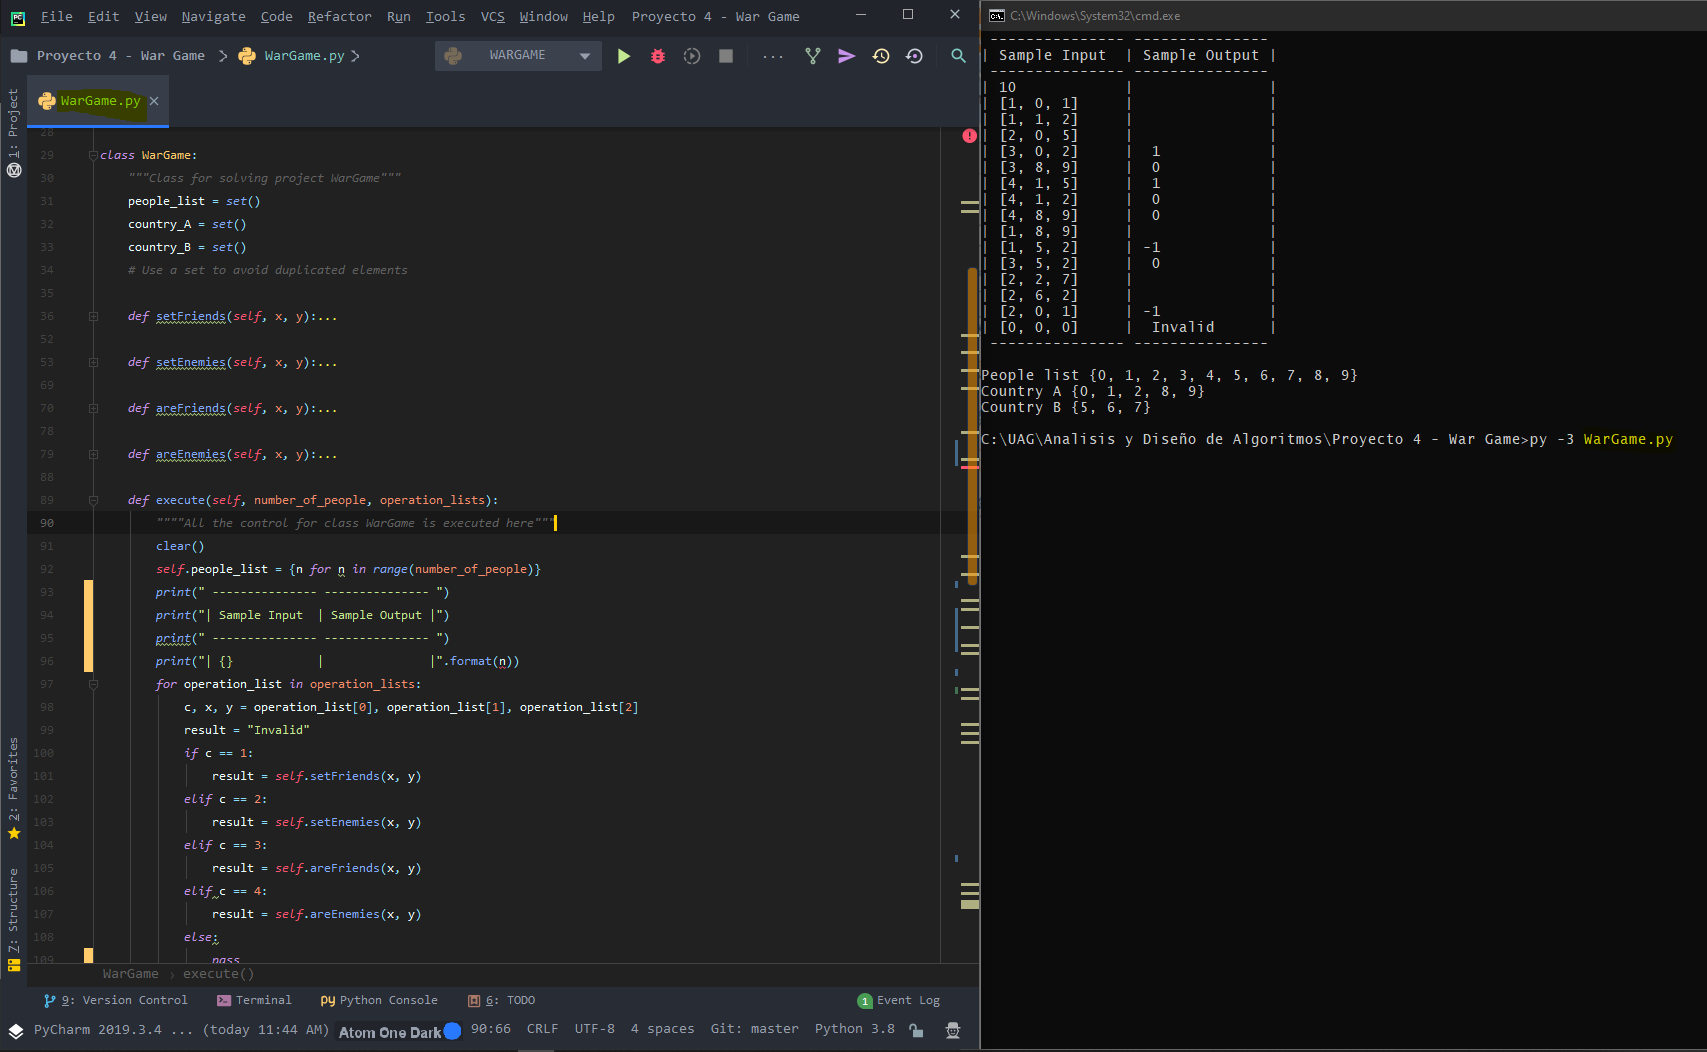 File Edit View Navigate Code Refactor Run Tools VCS Window Help Proyecto 4 - War Game
Proyecto 4 - War Game WarGame.py WARGAME
WarGame.py
1: Project
2: Favorites
7: Structure
28
29 class WarGame:
30 """Class for solving project WarGame"""
31 people_list = set()
32 country_A = set()
33 country_B = set()
34 # Use a set to avoid duplicated elements
35
36 def setFriends(self, x, y):...
52
53 def setEnemies(self, x, y):...
69
70 def areFriends(self, x, y):...
78
79 def areEnemies(self, x, y):...
88
89 def execute(self, number_of_people, operation_lists):
90 """"All the control for class WarGame is executed here"""
91 clear()
92 self.people_list = {n for n in range(number_of_people)}
93 print(" --------------- --------------- ")
94 print("| Sample Input  | Sample Output |")
95 print(" --------------- --------------- ")
96 print("| {}            |               |".format(n))
97 for operation_list in operation_lists:
98 c, x, y = operation_list[0], operation_list[1], operation_list[2]
99 result = "Invalid"
100 if c == 1:
101 result = self.setFriends(x, y)
102 elif c == 2:
103 result = self.setEnemies(x, y)
104 elif c == 3:
105 result = self.areFriends(x, y)
106 elif c == 4:
107 result = self.areEnemies(x, y)
108 else:
109 pass
WarGame › execute()
9: Version Control Terminal Python Console 6: TODO 1 Event Log
PyCharm 2019.3.4 ... (today 11:44 AM) Atom One Dark 90:66 CRLF UTF-8 4 spaces Git: master Python 3.8
C:\Windows\System32\cmd.exe
--------------- ---------------
| Sample Input  | Sample Output |
--------------- ---------------
| 10            |               |
| [1, 0, 1]     |               |
| [1, 1, 2]     |               |
| [2, 0, 5]     |               |
| [3, 0, 2]     |  1            |
| [3, 8, 9]     |  0            |
| [4, 1, 5]     |  1            |
| [4, 1, 2]     |  0            |
| [4, 8, 9]     |  0            |
| [1, 8, 9]     |               |
| [1, 5, 2]     | -1            |
| [3, 5, 2]     |  0            |
| [2, 2, 7]     |               |
| [2, 6, 2]     |               |
| [2, 0, 1]     | -1            |
| [0, 0, 0]     |  Invalid      |
--------------- ---------------
People list {0, 1, 2, 3, 4, 5, 6, 7, 8, 9}
Country A {0, 1, 2, 8, 9}
Country B {5, 6, 7}
C:\UAG\Analisis y Diseño de Algoritmos\Proyecto 4 - War Game>py -3 WarGame.py